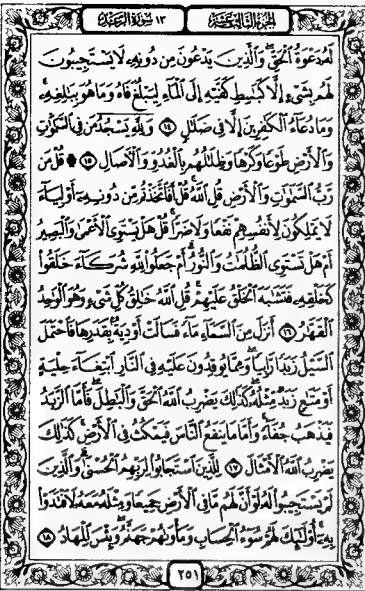 الجزء الثالث عشر ١٣ سورة الرعد
لَهُۥ دَعْوَةُ ٱلْحَقِّ وَٱلَّذِينَ يَدْعُونَ مِن دُونِهِۦ لَا يَسْتَجِيبُونَ
لَهُم بِشَىْءٍ إِلَّا كَبَٰسِطِ كَفَّيْهِ إِلَى ٱلْمَآءِ لِيَبْلُغَ فَاهُ وَمَا هُوَ بِبَٰلِغِهِۦ
وَمَا دُعَآءُ ٱلْكَٰفِرِينَ إِلَّا فِى ضَلَٰلٍ ١٤ وَلِلَّهِ يَسْجُدُ مَن فِى ٱلسَّمَٰوَٰتِ
وَٱلْأَرْضِ طَوْعًا وَكَرْهًا وَظِلَٰلُهُم بِٱلْغُدُوِّ وَٱلْءَاصَالِ ۩ ١٥ قُلْ مَن
رَّبُّ ٱلسَّمَٰوَٰتِ وَٱلْأَرْضِ قُلِ ٱللَّهُ قُلْ أَفَٱتَّخَذْتُم مِّن دُونِهِۦٓ أَوْلِيَآءَ
لَا يَمْلِكُونَ لِأَنفُسِهِمْ نَفْعًا وَلَا ضَرًّا قُلْ هَلْ يَسْتَوِى ٱلْأَعْمَىٰ وَٱلْبَصِيرُ
أَمْ هَلْ تَسْتَوِى ٱلظُّلُمَٰتُ وَٱلنُّورُ أَمْ جَعَلُوا۟ لِلَّهِ شُرَكَآءَ خَلَقُوا۟
كَخَلْقِهِۦ فَتَشَٰبَهَ ٱلْخَلْقُ عَلَيْهِمْ قُلِ ٱللَّهُ خَٰلِقُ كُلِّ شَىْءٍ وَهُوَ ٱلْوَٰحِدُ
ٱلْقَهَّٰرُ ١٦ أَنزَلَ مِنَ ٱلسَّمَآءِ مَآءً فَسَالَتْ أَوْدِيَةٌۢ بِقَدَرِهَا فَٱحْتَمَلَ
ٱلسَّيْلُ زَبَدًا رَّابِيًا وَمِمَّا يُوقِدُونَ عَلَيْهِ فِى ٱلنَّارِ ٱبْتِغَآءَ حِلْيَةٍ
أَوْ مَتَٰعٍ زَبَدٌ مِّثْلُهُۥ كَذَٰلِكَ يَضْرِبُ ٱللَّهُ ٱلْحَقَّ وَٱلْبَٰطِلَ فَأَمَّا ٱلزَّبَدُ
فَيَذْهَبُ جُفَآءً وَأَمَّا مَا يَنفَعُ ٱلنَّاسَ فَيَمْكُثُ فِى ٱلْأَرْضِ كَذَٰلِكَ
يَضْرِبُ ٱللَّهُ ٱلْأَمْثَالَ ١٧ لِلَّذِينَ ٱسْتَجَابُوا۟ لِرَبِّهِمُ ٱلْحُسْنَىٰ وَٱلَّذِينَ
لَمْ يَسْتَجِيبُوا۟ لَهُۥ لَوْ أَنَّ لَهُم مَّا فِى ٱلْأَرْضِ جَمِيعًا وَمِثْلَهُۥ مَعَهُۥ لَٱفْتَدَوْا۟
بِهِۦٓ أُو۟لَٰٓئِكَ لَهُمْ سُوٓءُ ٱلْحِسَابِ وَمَأْوَىٰهُمْ جَهَنَّمُ وَبِئْسَ ٱلْمِهَادُ ١٨
٢٥١